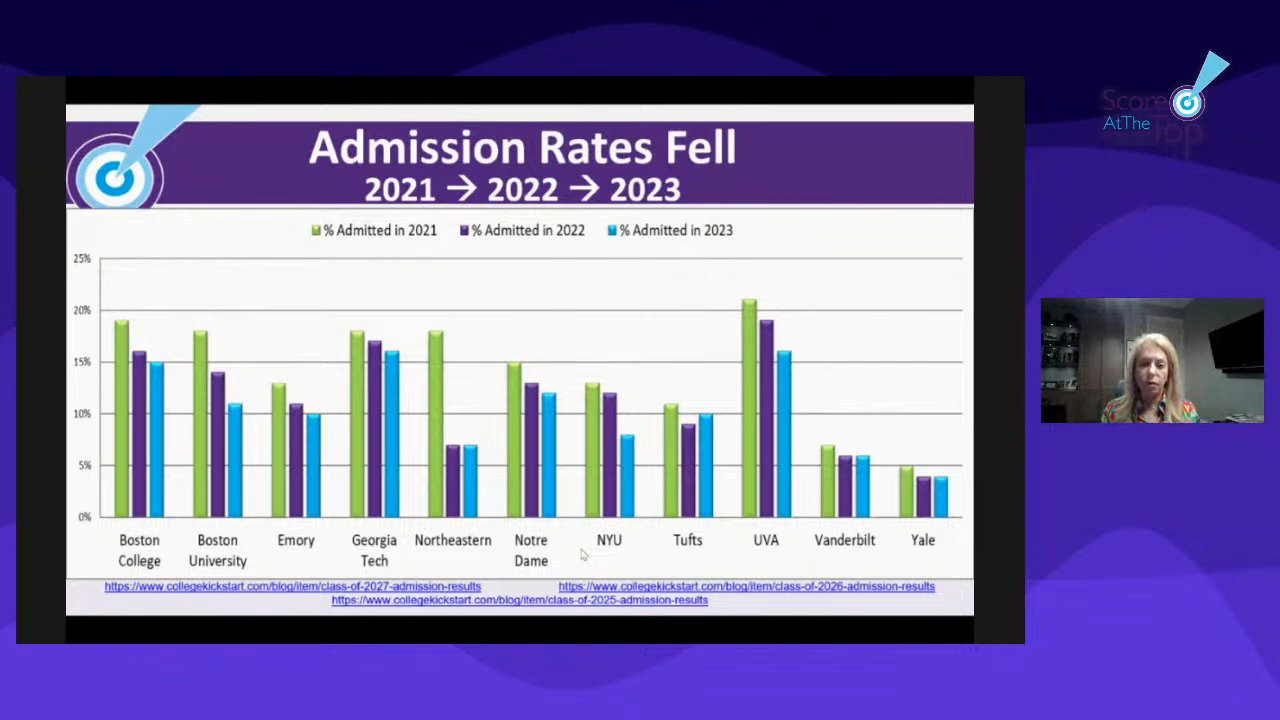 Score
AtThe
Top
Admission Rates Fell
2021 → 2022 → 2023
% Admitted in 2021 % Admitted in 2022 % Admitted in 2023
25%
20%
15%
10%
5%
0%
Boston College
Boston University
Emory
Georgia Tech
Northeastern
Notre Dame
NYU
Tufts
UVA
Vanderbilt
Yale
https://www.collegekickstart.com/blog/item/class-of-2027-admission-results https://www.collegekickstart.com/blog/item/class-of-2026-admission-results
https://www.collegekickstart.com/blog/item/class-of-2025-admission-results